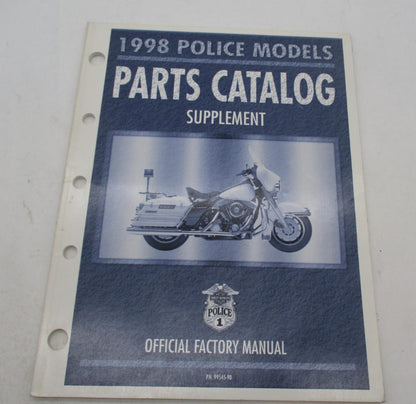 1998 POLICE MODELS
PARTS CATALOG
SUPPLEMENT
POLICE
1
OFFICIAL FACTORY MANUAL